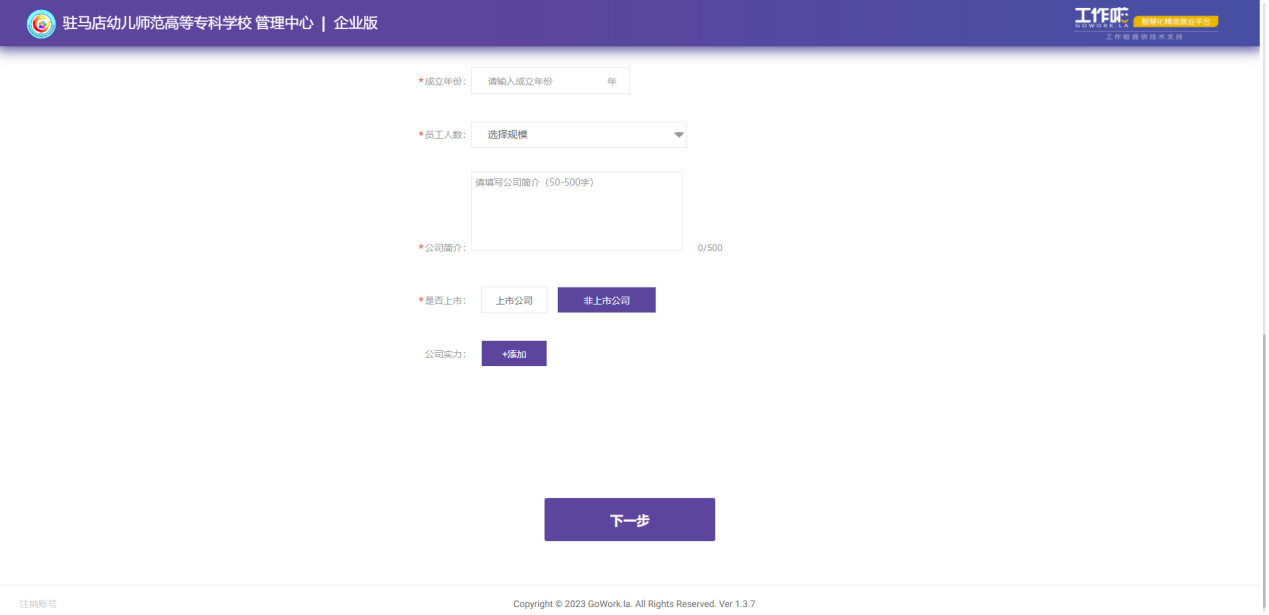 驻马店幼儿师范高等专科学校 管理中心 | 企业版
工作啦
GOWORK.LA
智慧化精准就业平台
工作啦提供技术支持
*成立年份: 请输入成立年份 年
*员工人数: 选择规模
请填写公司简介（50-500字）
*公司简介: 0/500
*是否上市: 上市公司 非上市公司
公司实力: +添加
下一步
注销账号
Copyright © 2023 GoWork.la. All Rights Reserved. Ver 1.3.7